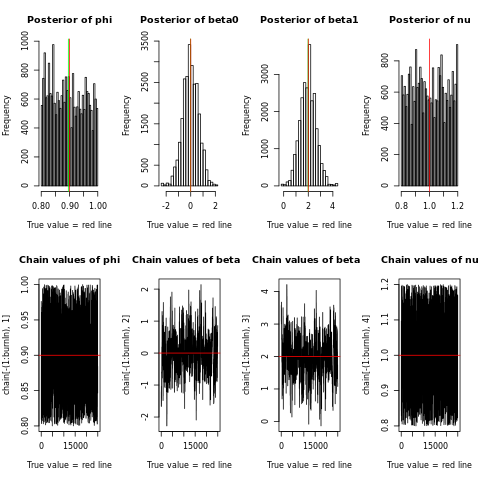 Posterior of phi
Posterior of beta0
Posterior of beta1
Posterior of nu
Frequency
0 200 400 600 800 1000
0.80 0.90 1.00
True value = red line
Frequency
0 500 1500 2500 3500
-2 0 2
True value = red line
Frequency
0 1000 2000 3000
0 2 4
True value = red line
Frequency
0 200 400 600 800
0.8 1.0 1.2
True value = red line
Chain values of phi
Chain values of beta
Chain values of beta
Chain values of nu
chain[-(1:burnIn), 1]
0.80 0.85 0.90 0.95 1.00
0 15000
True value = red line
chain[-(1:burnIn), 2]
-2 -1 0 1 2
0 15000
True value = red line
chain[-(1:burnIn), 3]
0 1 2 3 4
0 15000
True value = red line
chain[-(1:burnIn), 4]
0.8 0.9 1.0 1.1 1.2
0 15000
True value = red line